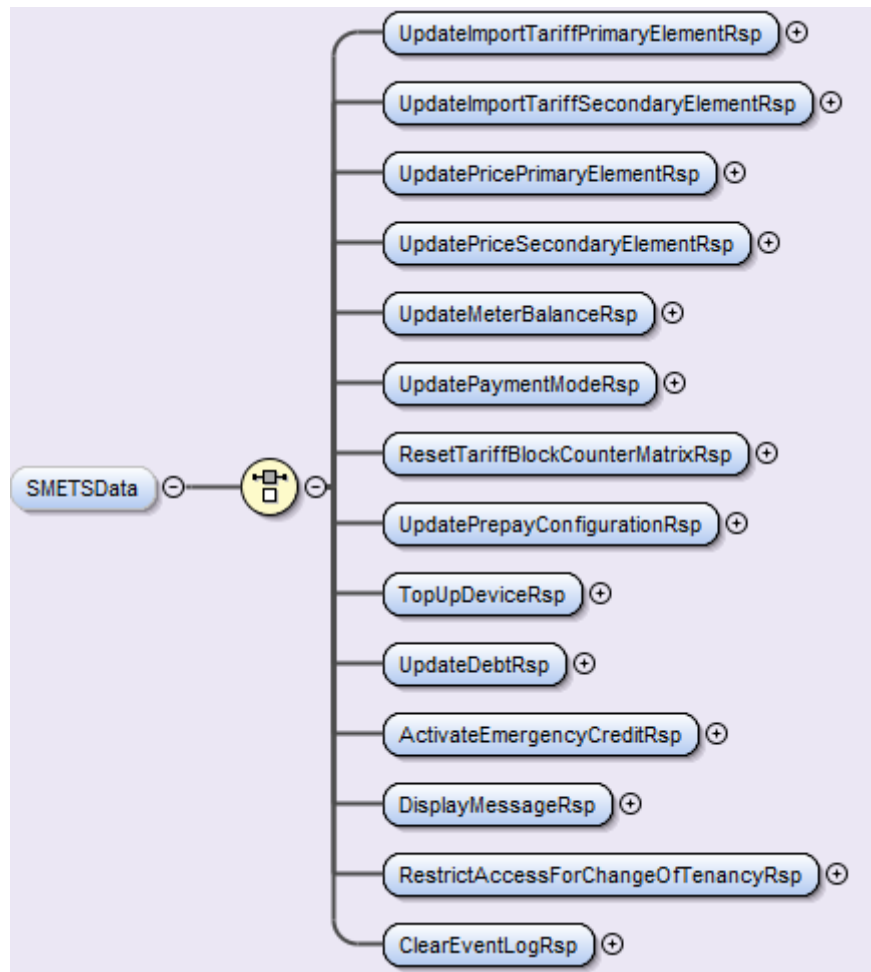 UpdateImportTariffPrimaryElementRsp
UpdateImportTariffSecondaryElementRsp
UpdatePricePrimaryElementRsp
UpdatePriceSecondaryElementRsp
UpdateMeterBalanceRsp
UpdatePaymentModeRsp
ResetTariffBlockCounterMatrixRsp
SMETSData
UpdatePrepayConfigurationRsp
TopUpDeviceRsp
UpdateDebtRsp
ActivateEmergencyCreditRsp
DisplayMessageRsp
RestrictAccessForChangeOfTenancyRsp
ClearEventLogRsp